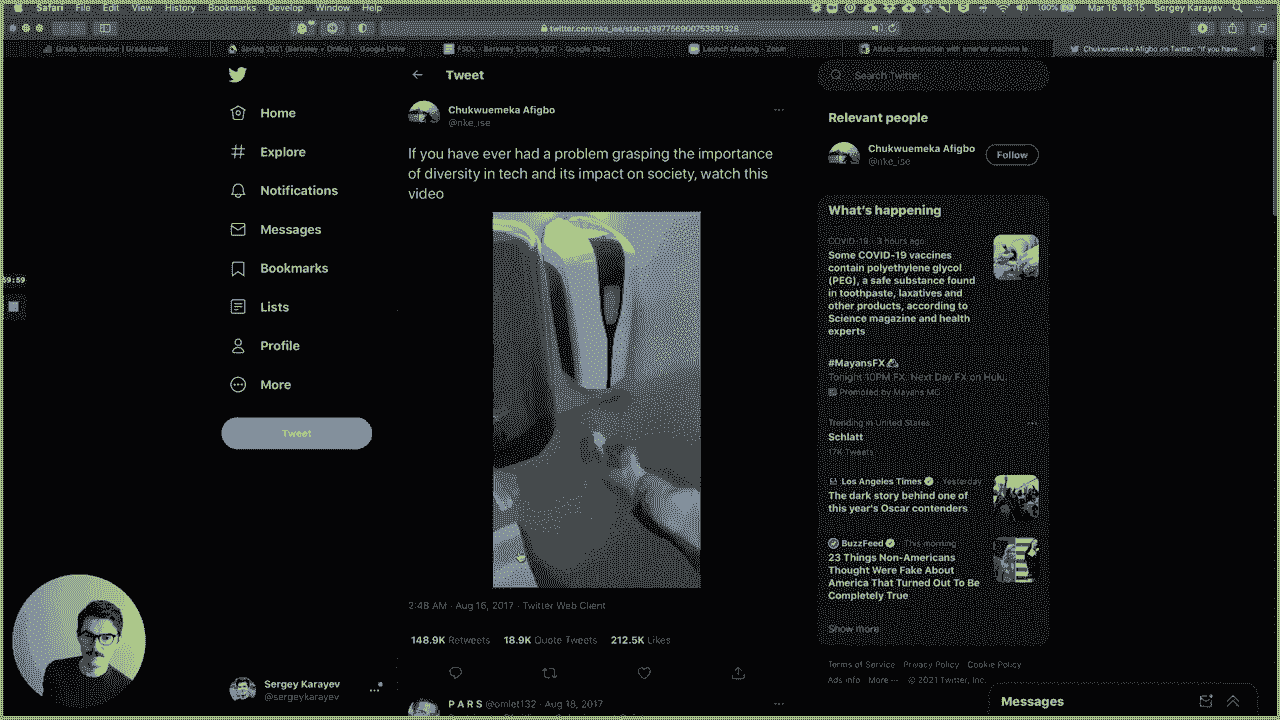 Safari File Edit View History Bookmarks Develop Window Help 100% Mar 16 18:15 Sergey Karayev
twitter.com/nke_ise/status/897756900753891328
Grade Submission | Gradescope
Spring 2021 (Berkeley + Online) - Google Drive
FSDL - Berkeley Spring 2021 - Google Docs
Launch Meeting - Zoom
Attack discrimination with smarter machine le
Chukwuemeka Afigbo on Twitter: "If you have
Home
Explore
Notifications
Messages
Bookmarks
Lists
Profile
More
Tweet
Sergey Karayev
@sergeykarayev
59:59
Tweet
Chukwuemeka Afigbo
@nke_ise
If you have ever had a problem grasping the importance
of diversity in tech and its impact on society, watch this
video
2:48 AM · Aug 16, 2017 · Twitter Web Client
148.9K Retweets 18.9K Quote Tweets 212.5K Likes
P A R S @omlet132 · Aug 18, 2017
Search Twitter
Relevant people
Chukwuemeka Afigbo
@nke_ise
Follow
What's happening
COVID-19 · 3 hours ago
Some COVID-19 vaccines
contain polyethylene glycol
(PEG), a safe substance found
in toothpaste, laxatives and
other products, according to
Science magazine and health
experts
#MayansFX
Tonight 10PM FX. Next Day FX on Hulu.
Promoted by Mayans MC
Trending in United States
Schlatt
17K Tweets
Los Angeles Times · Yesterday
The dark story behind one of
this year's Oscar contenders
BuzzFeed · This morning
23 Things Non-Americans
Thought Were Fake About
America That Turned Out To Be
Completely True
Show more
Terms of Service Privacy Policy Cookie Policy
Ads info More © 2021 Twitter, Inc.
Messages